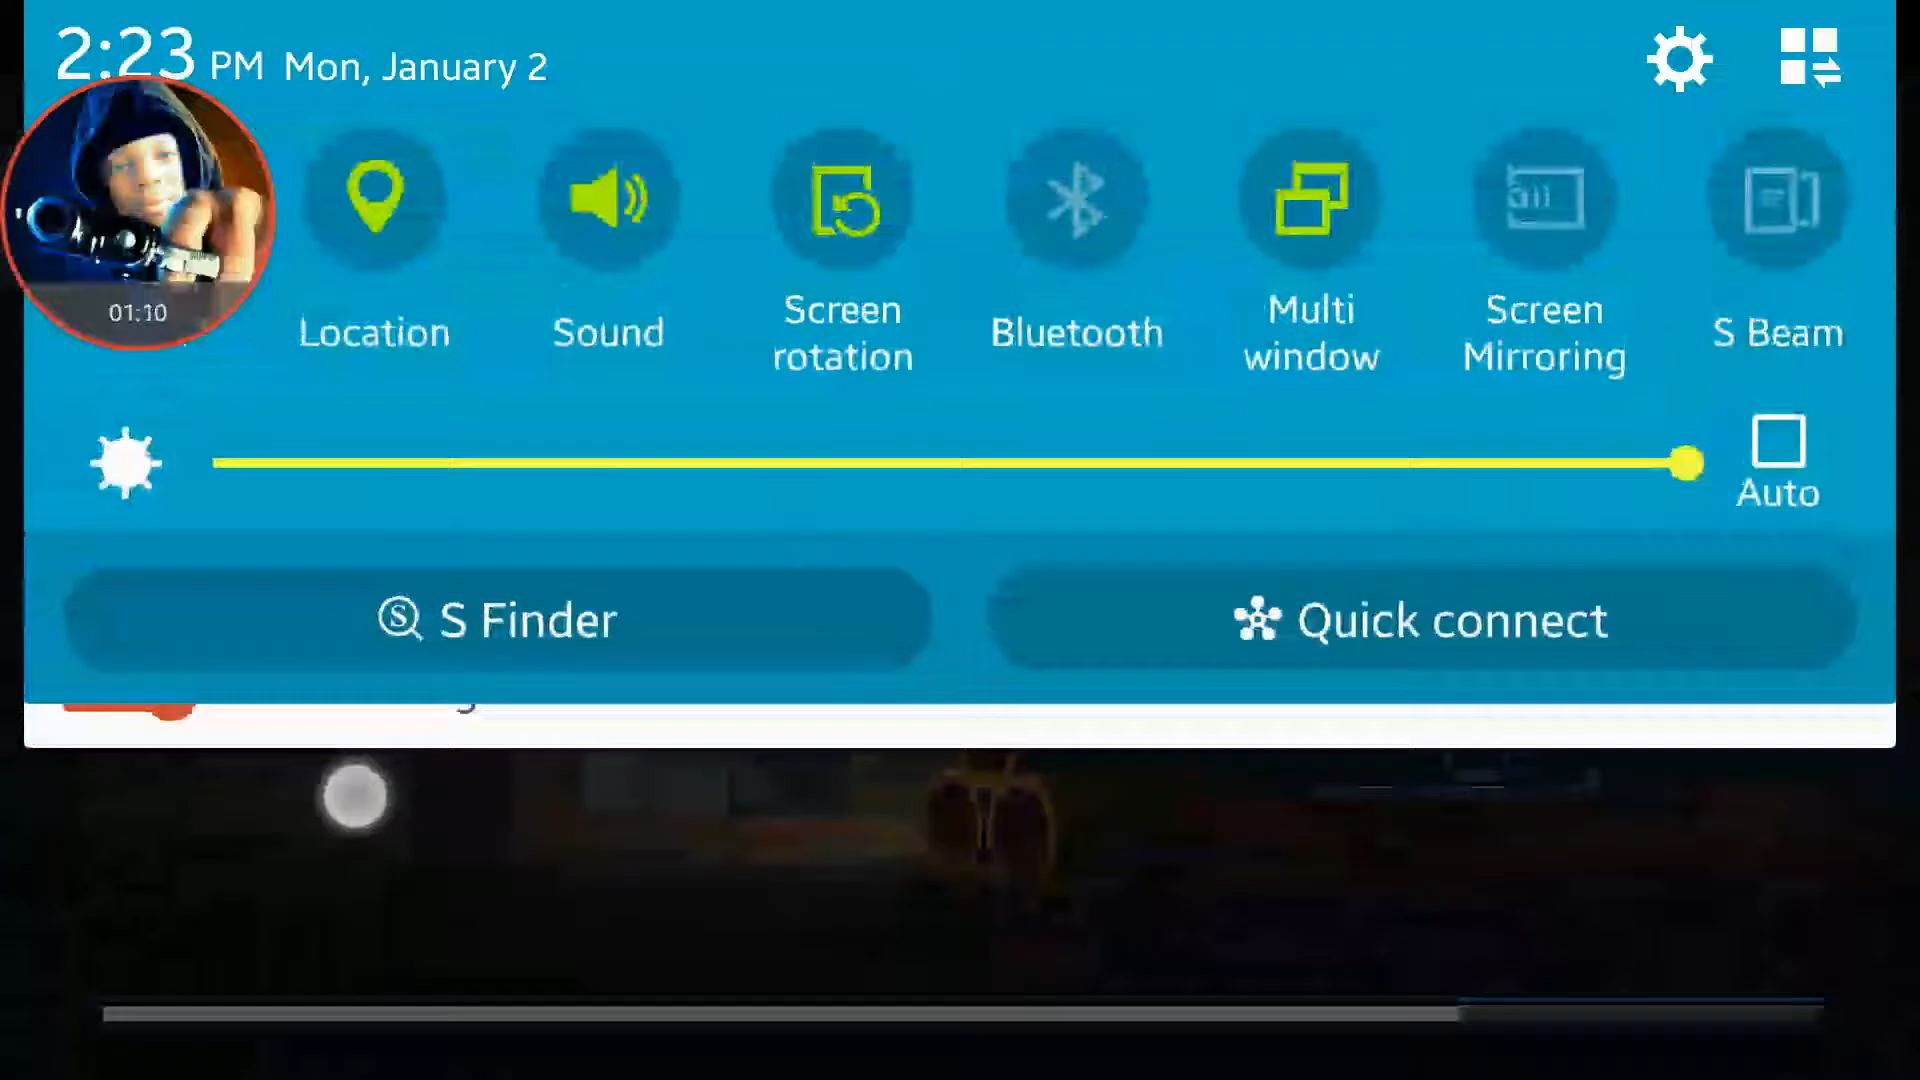 2:23 PM Mon, January 2
01:10
Location
Sound
Screen
rotation
Bluetooth
Multi
window
Screen
Mirroring
S Beam
Auto
S Finder
Quick connect